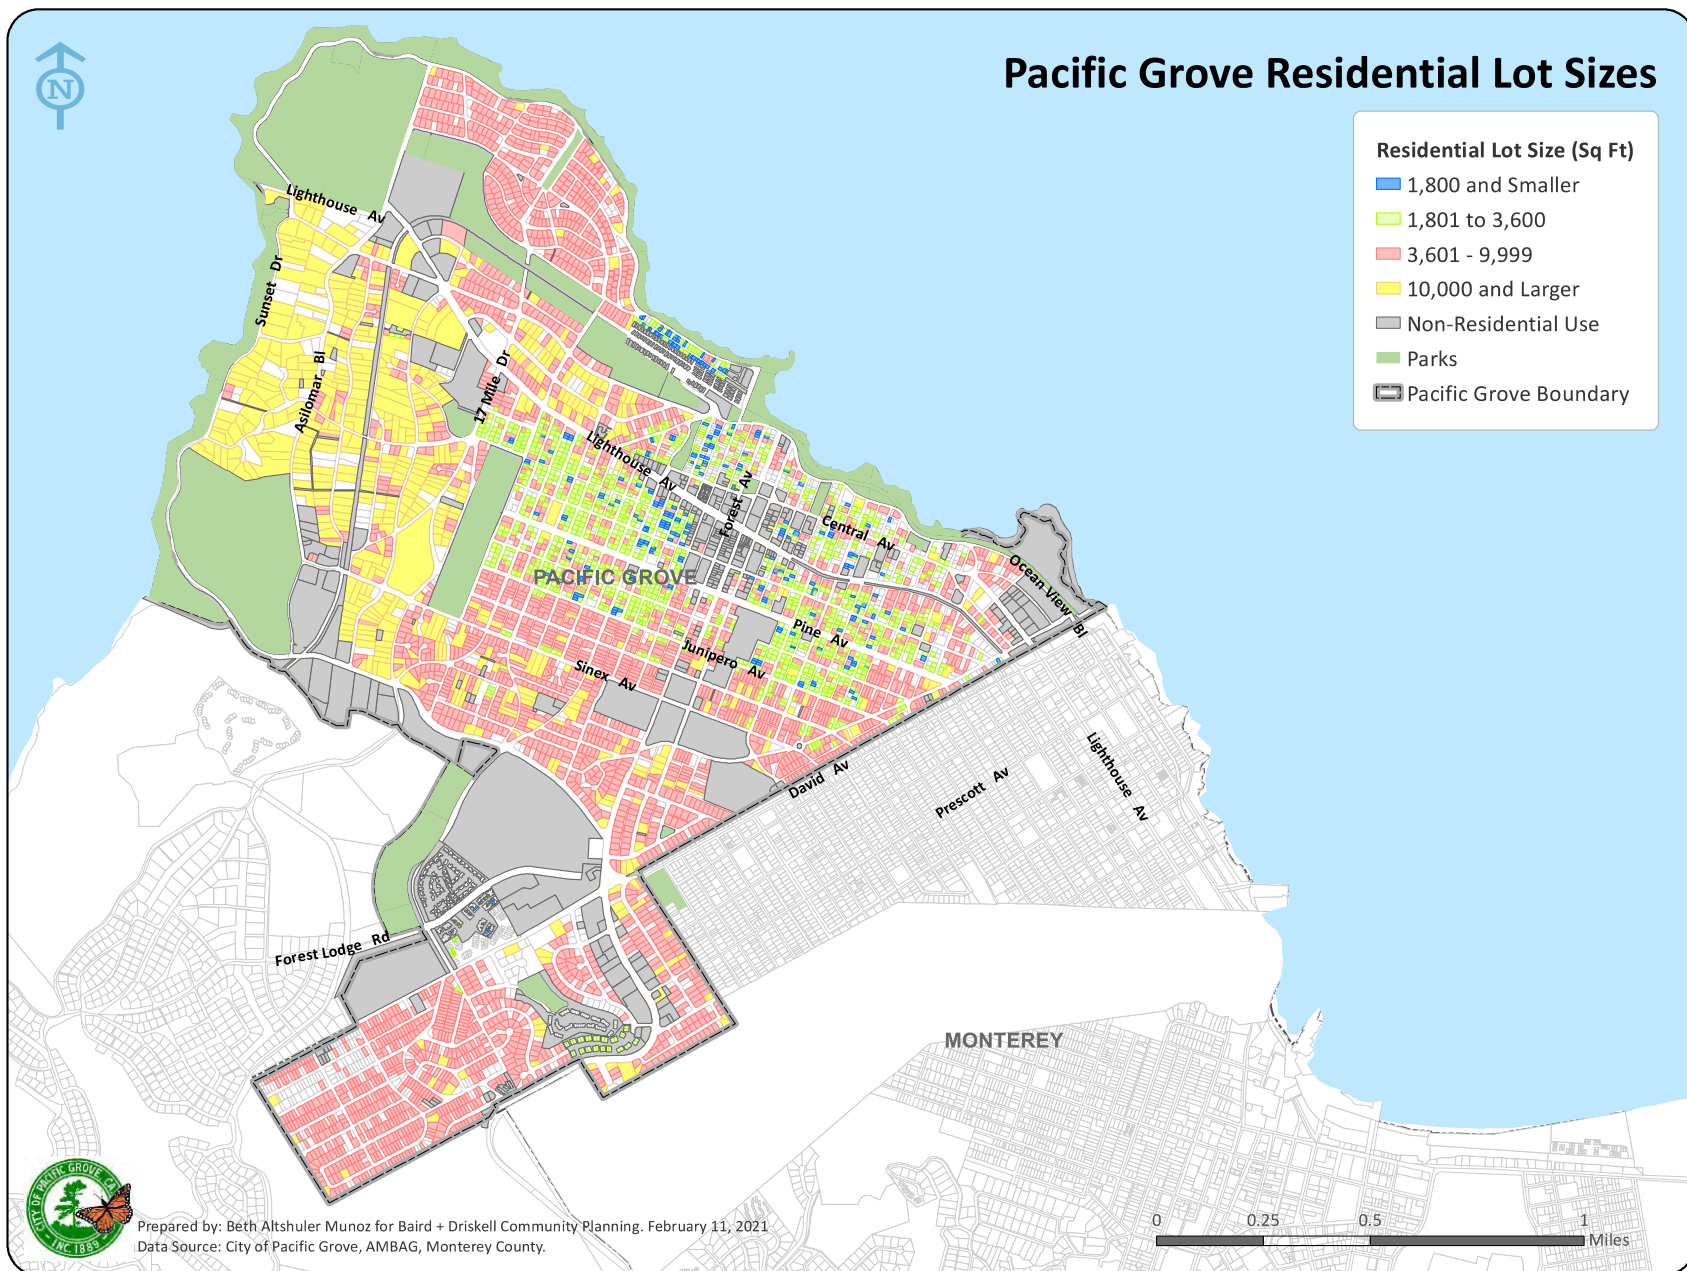 Pacific Grove Residential Lot Sizes
N
Residential Lot Size (Sq Ft)
1,800 and Smaller
1,801 to 3,600
3,601 - 9,999
10,000 and Larger
Non-Residential Use
Parks
Pacific Grove Boundary
Lighthouse Av
Sunset Dr
Asilomar Bl
17 Mile Dr
Lighthouse Av
Forest Av
Central Av
Ocean View Bl
PACIFIC GROVE
Pine Av
Junipero Av
Sinex Av
David Av
Prescott Av
Lighthouse Av
Forest Lodge Rd
MONTEREY
CITY OF PACIFIC GROVE, CA
INC. 1889
Prepared by: Beth Altshuler Munoz for Baird + Driskell Community Planning. February 11, 2021
Data Source: City of Pacific Grove, AMBAG, Monterey County.
0 0.25 0.5 1
Miles